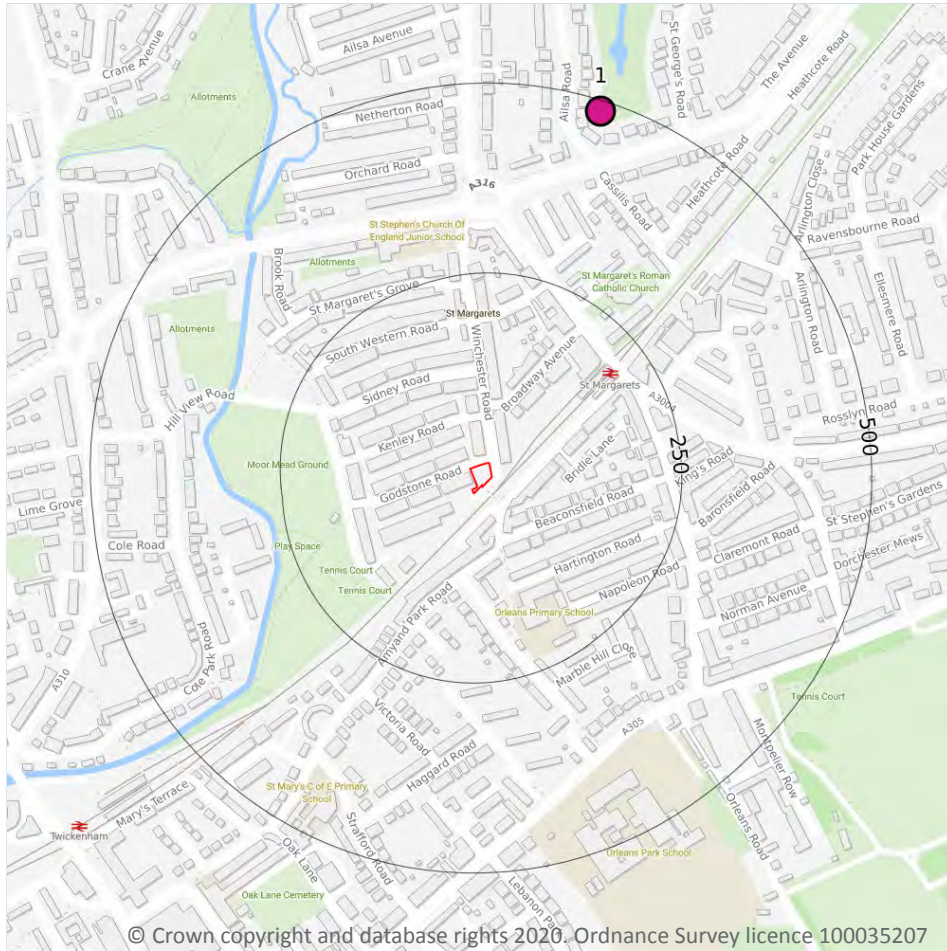 Crane Avenue
Ailsa Avenue
Allotments
Netherton Road
Orchard Road
Ailsa Road
1
St George's Road
The Avenue
Heathcote Road
Park House Gardens
A316
Cassilis Road
Heathcote Road
Arlington Close
St Stephen's Church Of
England Junior School
Ravensbourne Road
Brook Road
Allotments
St Margaret's Grove
St Margaret's Roman
Catholic Church
Arlington Road
Ellesmere Road
Allotments
South Western Road
St Margarets
Winchester Road
Broadway Avenue
St Margarets
A3004
Sidney Road
Hill View Road
Rosslyn Road
Kenley Road
Bridle Lane
250
500
Moor Mead Ground
Godstone Road
King's Road
Baronsfield Road
Lime Grove
Beaconsfield Road
St Stephen's Gardens
Cole Road
Play Space
Hartington Road
Claremont Road
Dorchester Mews
Tennis Court
Tennis Court
Napoleon Road
Norman Avenue
Amyand Park Road
Orleans Primary School
Cole Park Road
A310
Marble Hill Close
Tennis Court
Victoria Road
A305
Montpelier Row
Haggard Road
St Mary's C of E Primary
School
Mary's Terrace
Twickenham
Strafford Road
Orleans Road
Oak Lane
Orleans Park School
Oak Lane Cemetery
Lebanon Pa
© Crown copyright and database rights 2020. Ordnance Survey licence 100035207